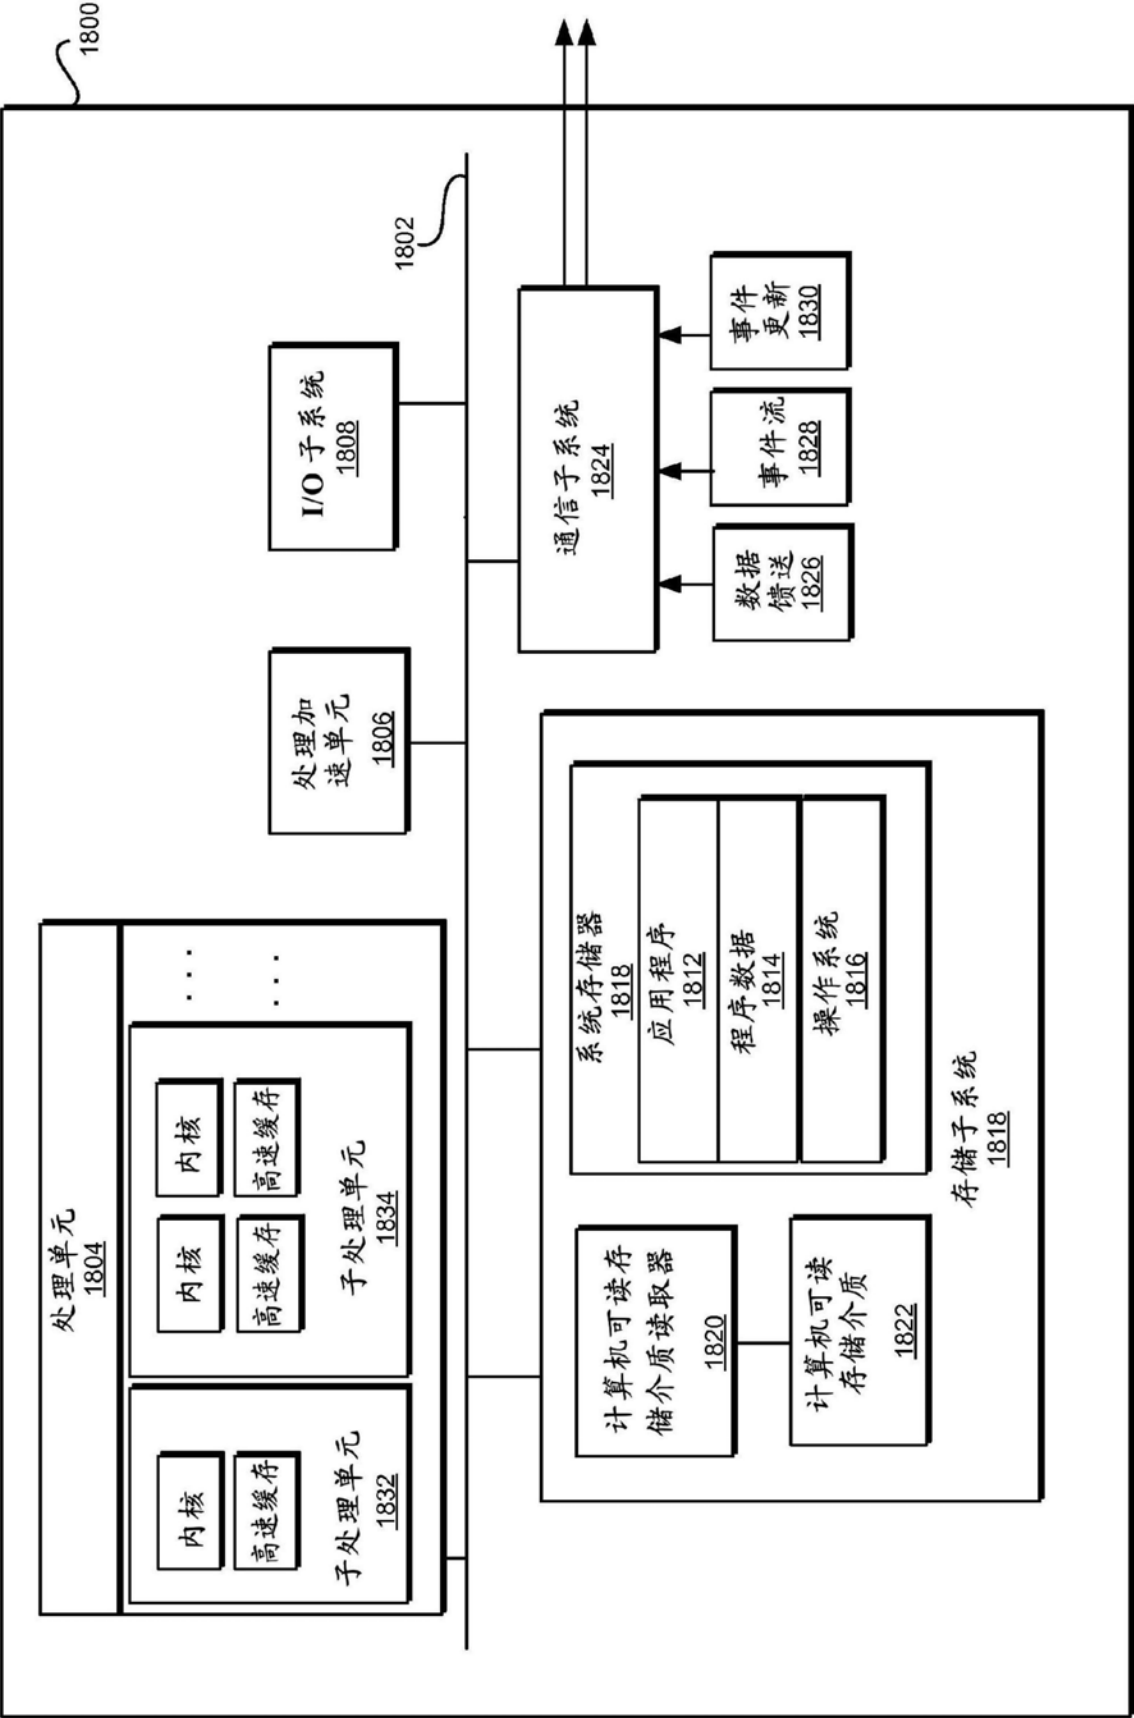 1800
处理单元
1804
内核
高速缓存
子处理单元
1832
内核
内核
高速缓存
高速缓存
子处理单元
1834
...
...
处理加
速单元
1806
I/O 子系统
1808
1802
计算机可读存
储介质读取器
1820
计算机可读
存储介质
1822
系统存储器
1818
应用程序
1812
程序数据
1814
操作系统
1816
存储子系统
1818
通信子系统
1824
数据
馈送
1826
事件流
1828
事件
更新
1830